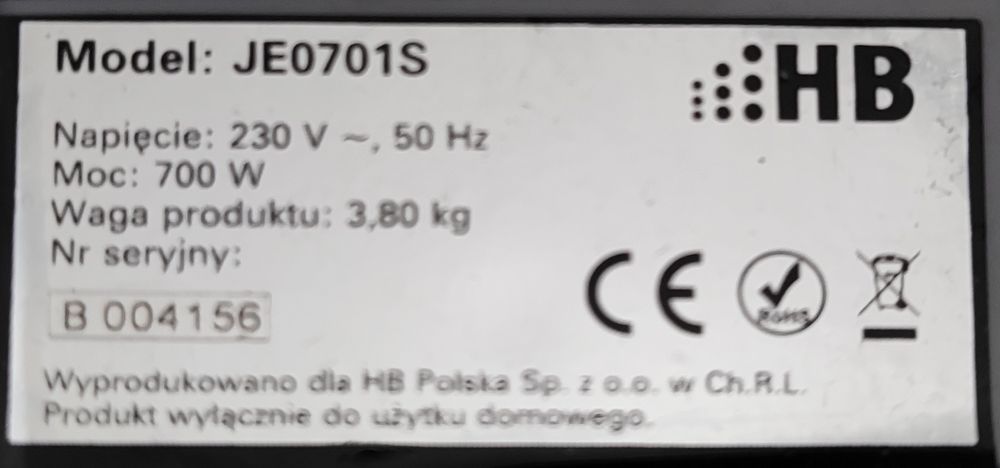 Model: JE0701S
HB
Napięcie: 230 V ~, 50 Hz
Moc: 700 W
Waga produktu: 3,80 kg
Nr seryjny:
B 004156
CE
RoHS
Wyprodukowano dla HB Polska Sp. z o.o. w Ch.R.L.
Produkt wyłącznie do użytku domowego.